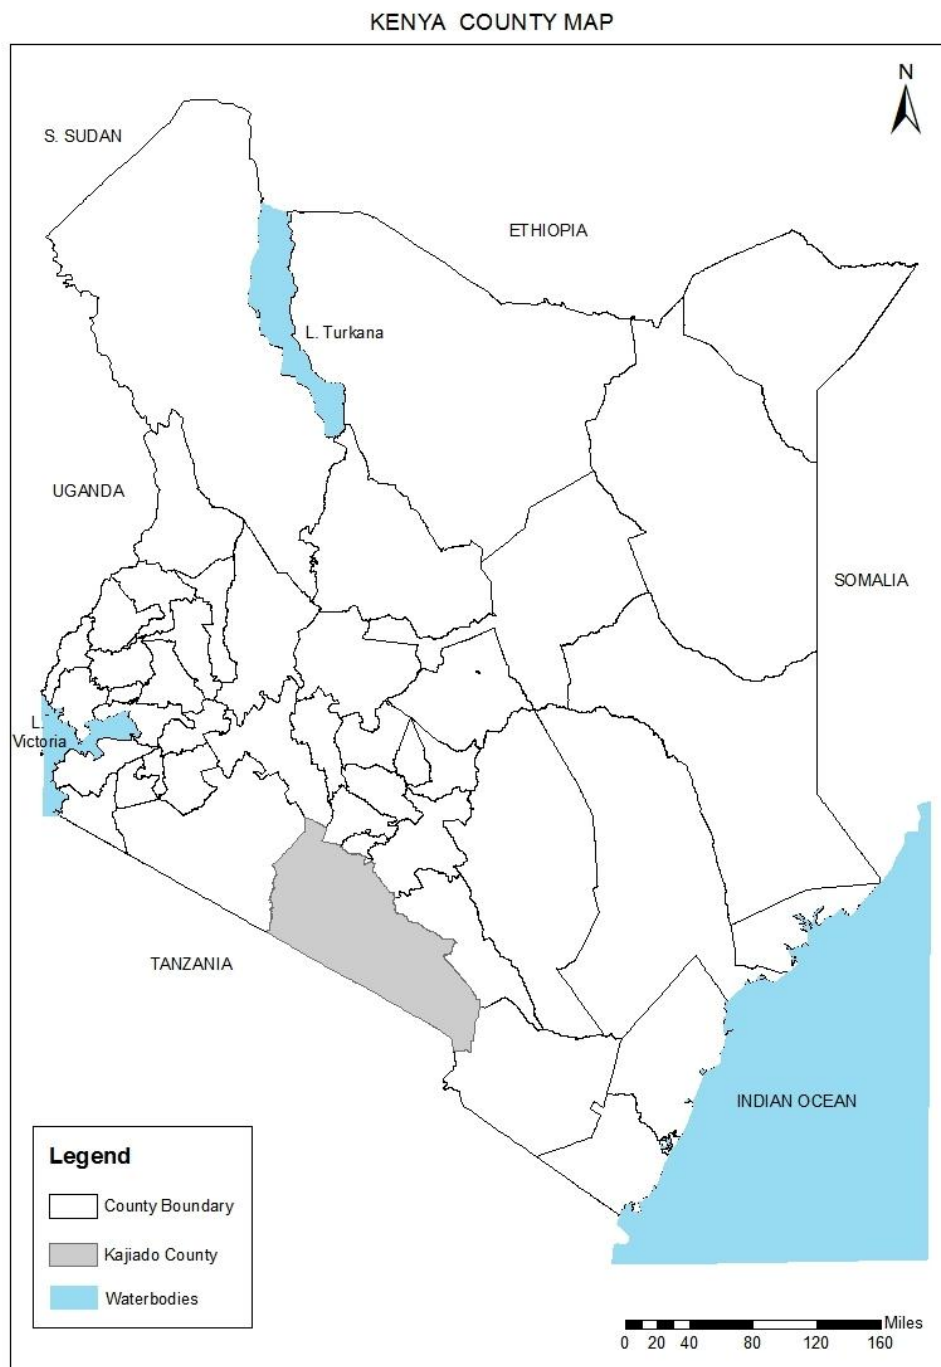 KENYA COUNTY MAP
N
S. SUDAN
ETHIOPIA
L. Turkana
UGANDA
SOMALIA
L.
Victoria
TANZANIA
INDIAN OCEAN
Legend
County Boundary
Kajiado County
Waterbodies
Miles
0 20 40 80 120 160